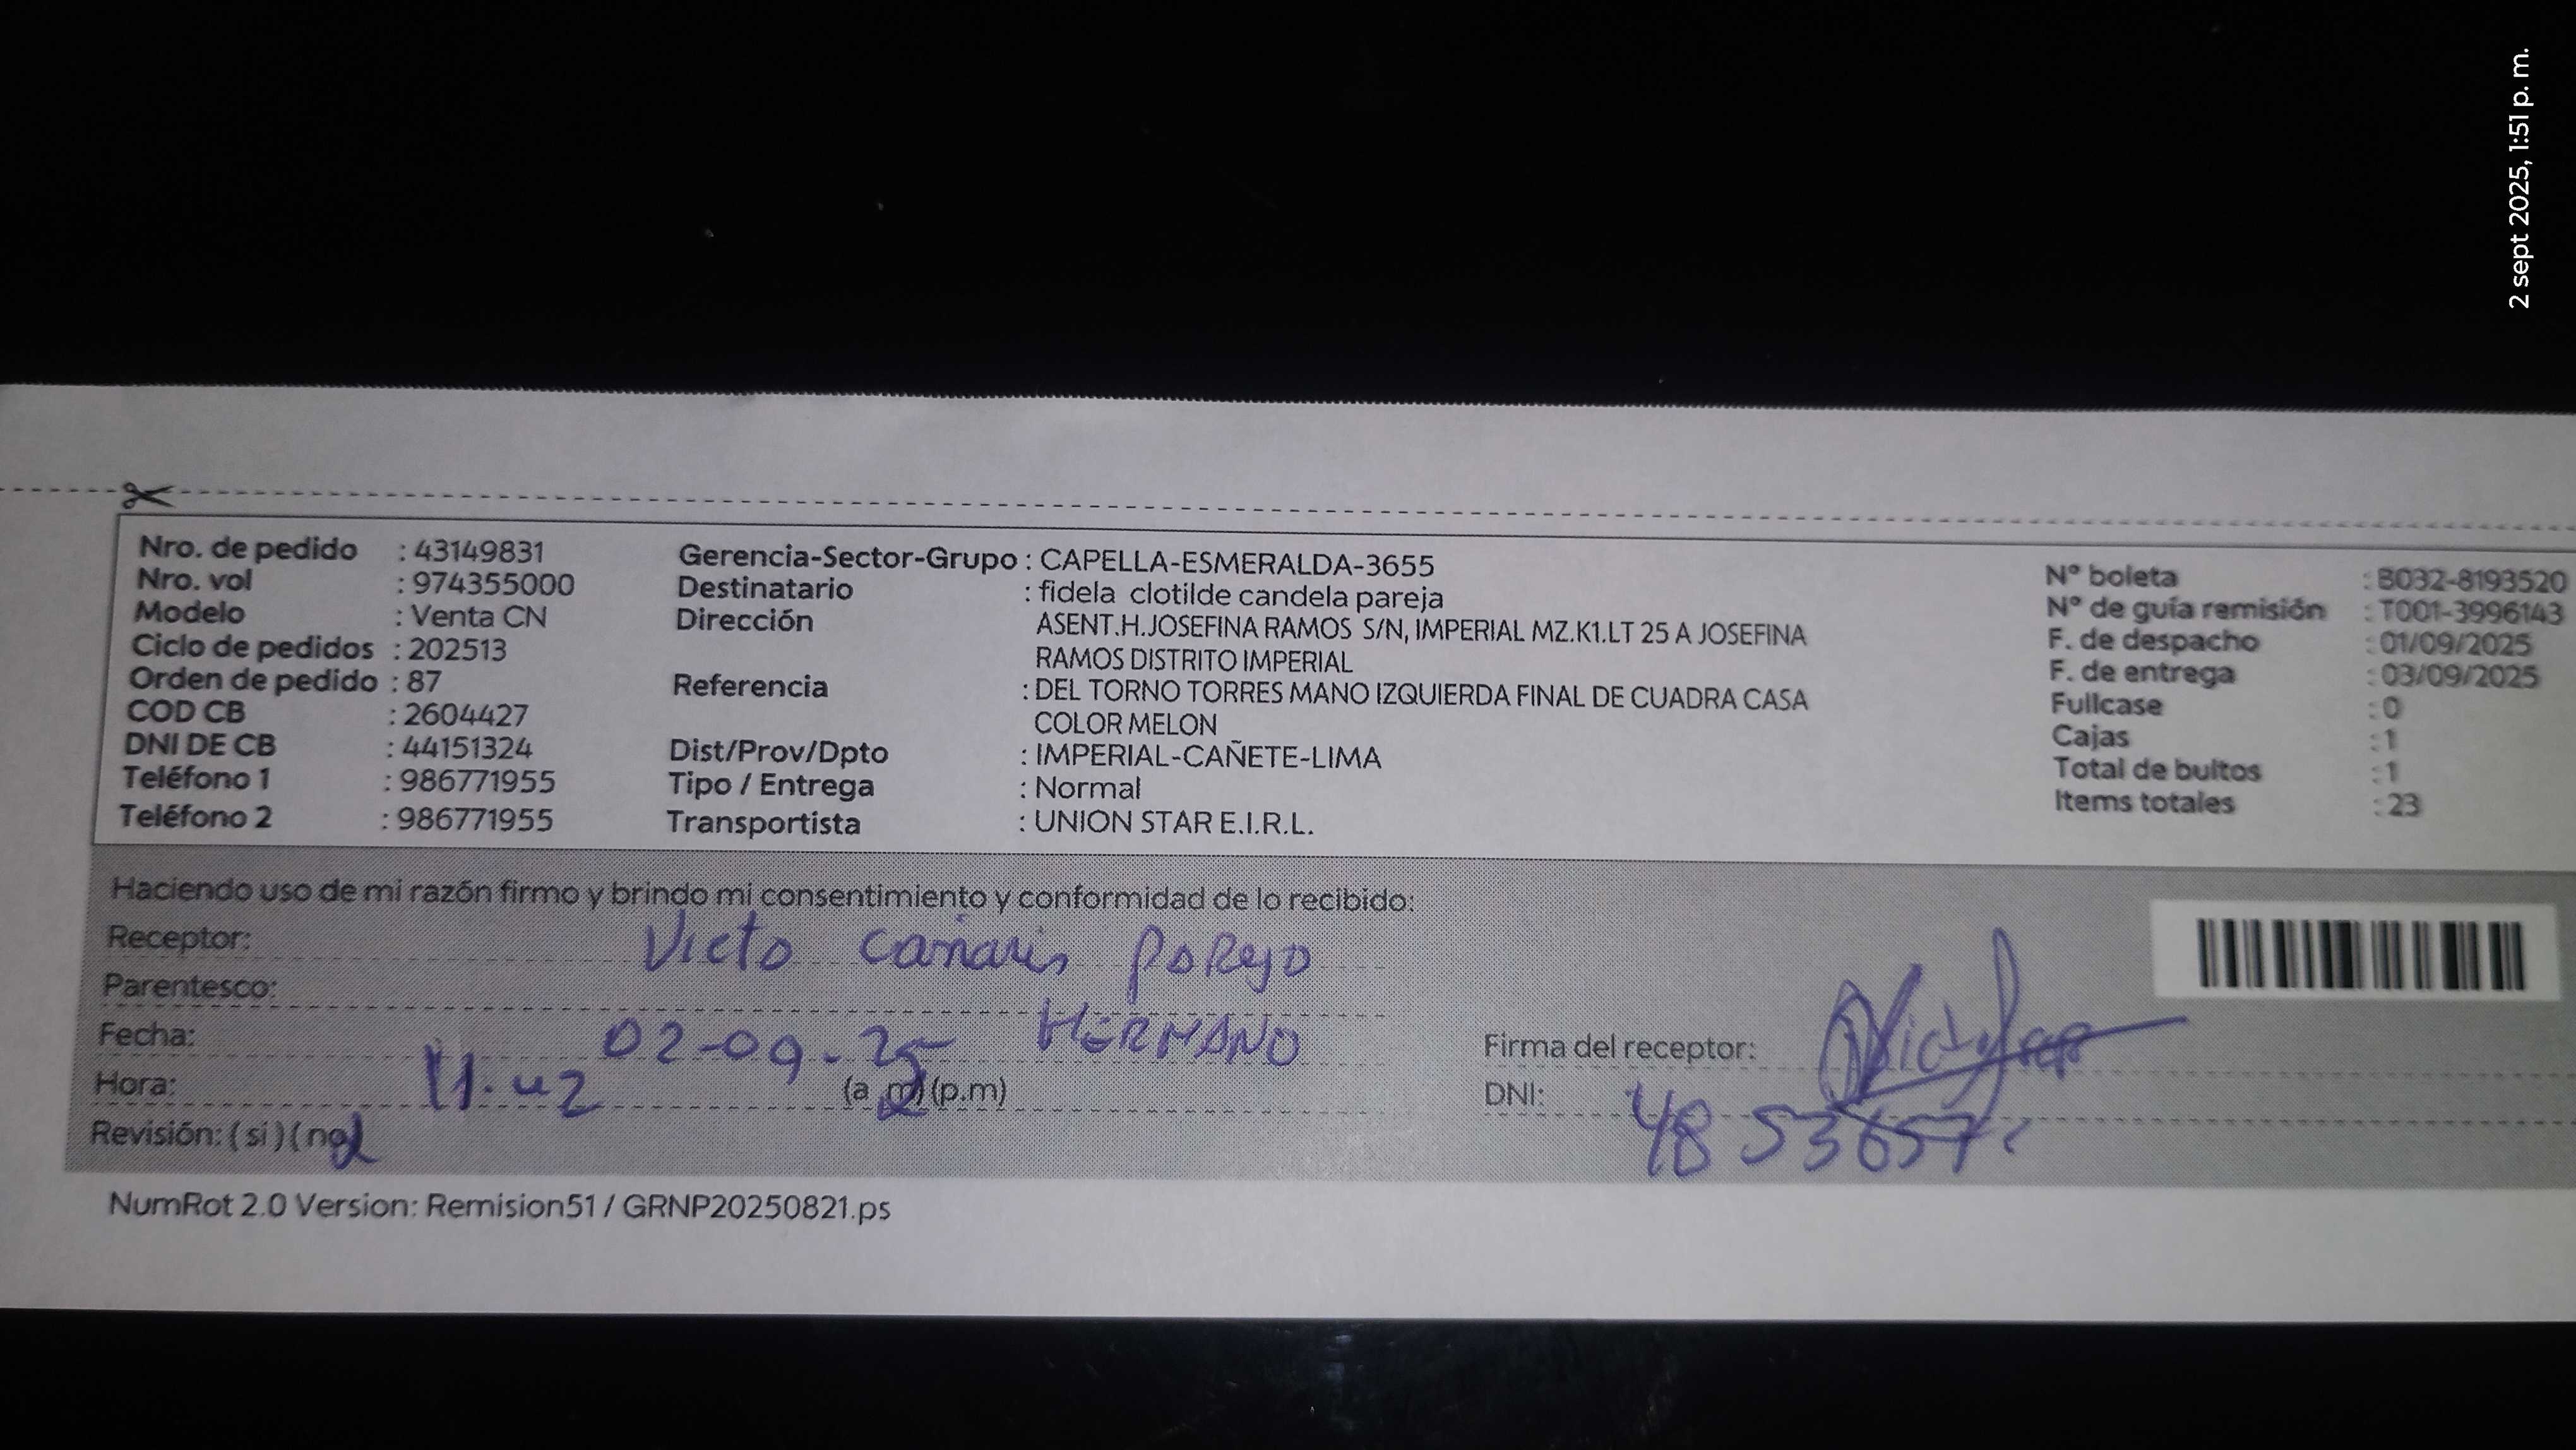 2 sept 2025, 1:51 p. m.
Nro. de pedido : 43149831
Nro. vol : 974355000
Modelo : Venta CN
Ciclo de pedidos : 202513
Orden de pedido : 87
COD CB : 2604427
DNI DE CB : 44151324
Teléfono 1 : 986771955
Teléfono 2 : 986771955
Gerencia-Sector-Grupo : CAPELLA-ESMERALDA-3655
Destinatario : fidela clotilde candela pareja
Dirección ASENT.H.JOSEFINA RAMOS S/N, IMPERIAL MZ.K1.LT 25 A JOSEFINA
RAMOS DISTRITO IMPERIAL
Referencia : DEL TORNO TORRES MANO IZQUIERDA FINAL DE CUADRA CASA
COLOR MELON
Dist/Prov/Dpto : IMPERIAL-CAÑETE-LIMA
Tipo / Entrega : Normal
Transportista : UNION STAR E.I.R.L.
N° boleta : B032-8193520
N° de guía remisión : T001-3996143
F. de despacho : 01/09/2025
F. de entrega : 03/09/2025
Fullcase : 0
Cajas : 1
Total de bultos : 1
Items totales : 23
Haciendo uso de mi razón firmo y brindo mi consentimiento y conformidad de lo recibido:
Receptor: Victo
Parentesco: HERMANO
Fecha: 02-09-25
Hora: 11.42 (a.m) (p.m)
Revisión: (si) (no)
Firma del receptor:
DNI:
NumRot 2.0 Version: Remision51 / GRNP20250821.ps